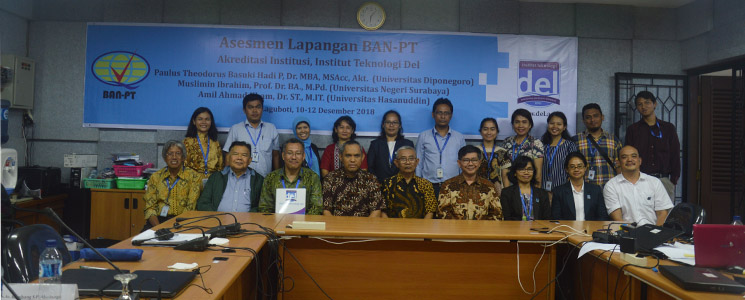 Asesmen Lapangan BAN-PT
Akreditasi Institusi, Institut Teknologi Del
Paulus Theodorus Basuki Hadi P, Dr. MBA, MSAcc. Akt. (Universitas Diponegoro)
Muslimin Ibrahim, Prof. Dr. BA., M.Pd. (Universitas Negeri Surabaya)
Amil Ahmad Dr. ST., M.IT. (Universitas Hasanuddin)
10-12 Desember 2018
BAN-PT
del